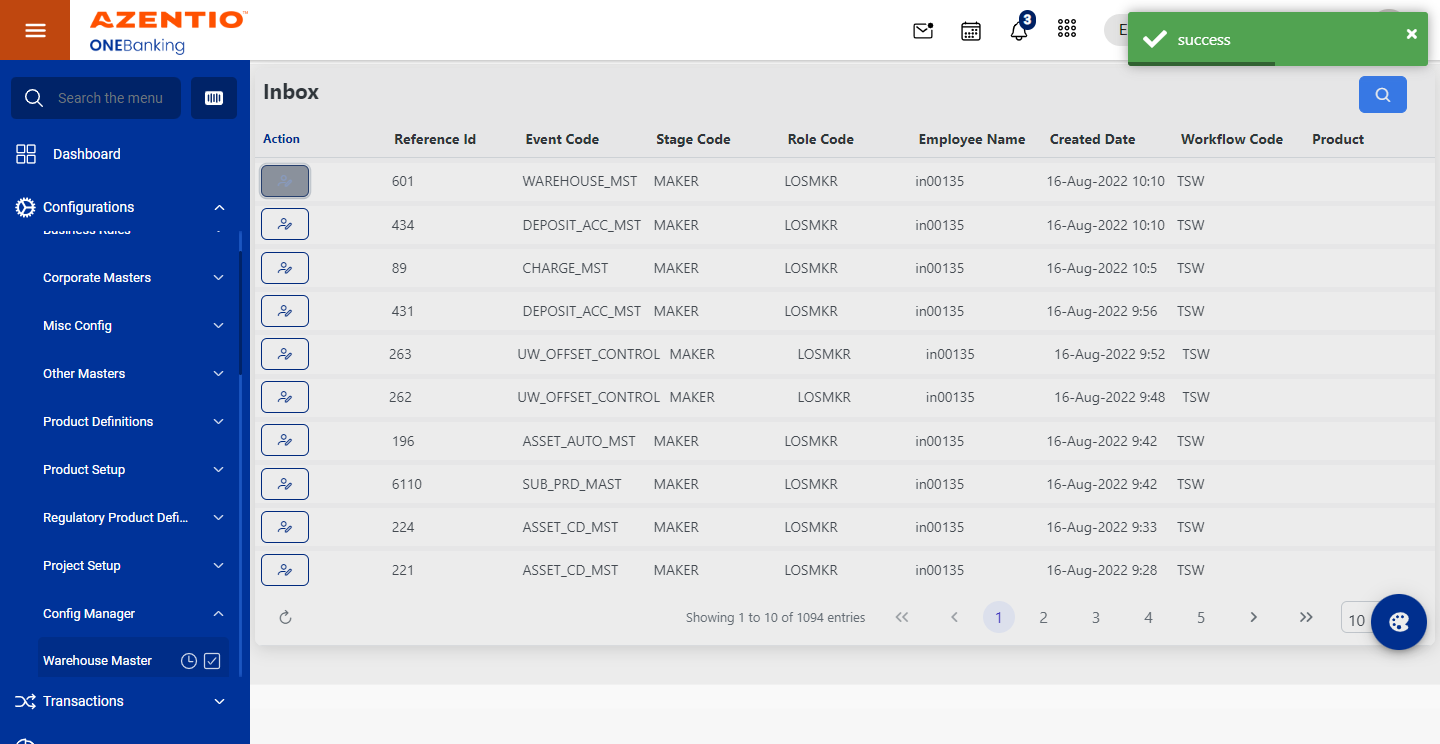 AZENTIO™
ONEBanking
3
E
success
Search the menu
Dashboard
Configurations
Business Rules
Corporate Masters
Misc Config
Other Masters
Product Definitions
Product Setup
Regulatory Product Defi...
Project Setup
Config Manager
Warehouse Master
Transactions
Inbox
Action Reference Id Event Code Stage Code Role Code Employee Name Created Date Workflow Code Product
601 WAREHOUSE_MST MAKER LOSMKR in00135 16-Aug-2022 10:10 TSW
434 DEPOSIT_ACC_MST MAKER LOSMKR in00135 16-Aug-2022 10:10 TSW
89 CHARGE_MST MAKER LOSMKR in00135 16-Aug-2022 10:5 TSW
431 DEPOSIT_ACC_MST MAKER LOSMKR in00135 16-Aug-2022 9:56 TSW
263 UW_OFFSET_CONTROL MAKER LOSMKR in00135 16-Aug-2022 9:52 TSW
262 UW_OFFSET_CONTROL MAKER LOSMKR in00135 16-Aug-2022 9:48 TSW
196 ASSET_AUTO_MST MAKER LOSMKR in00135 16-Aug-2022 9:42 TSW
6110 SUB_PRD_MAST MAKER LOSMKR in00135 16-Aug-2022 9:42 TSW
224 ASSET_CD_MST MAKER LOSMKR in00135 16-Aug-2022 9:33 TSW
221 ASSET_CD_MST MAKER LOSMKR in00135 16-Aug-2022 9:28 TSW
Showing 1 to 10 of 1094 entries 1 2 3 4 5 10